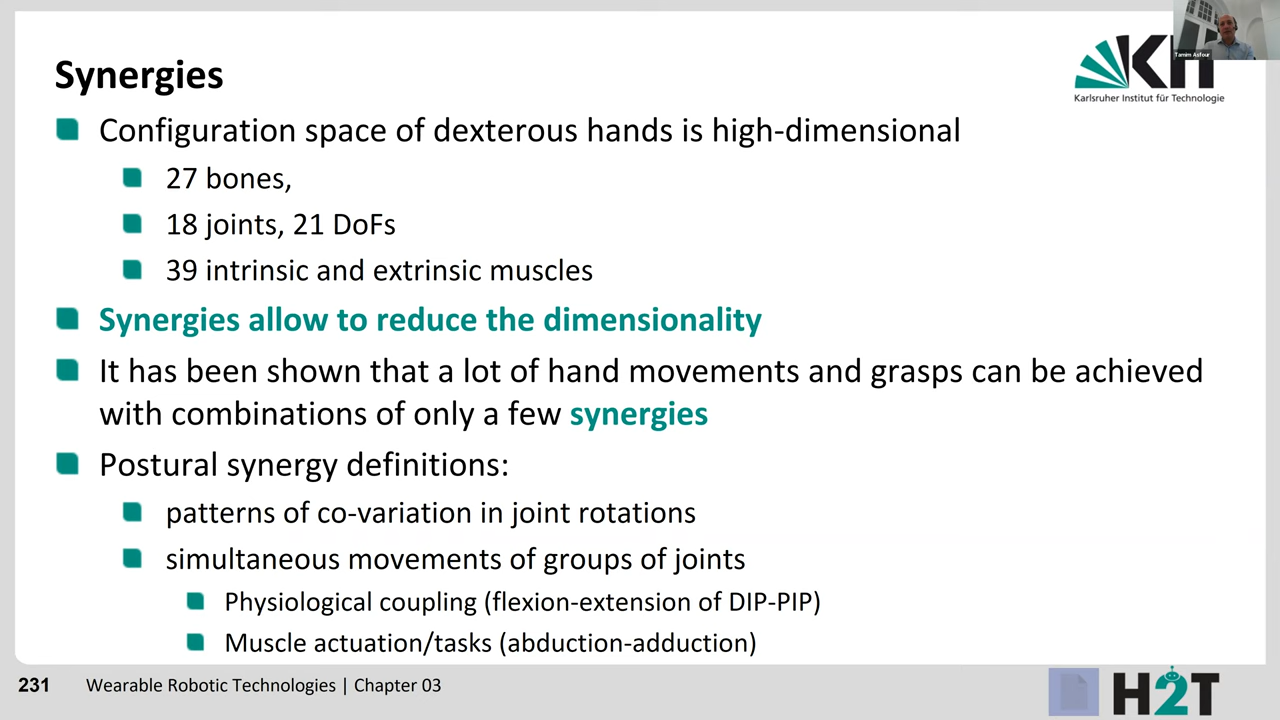 Synergies
KIT
Karlsruher Institut für Technologie
Tamim Asfour
Configuration space of dexterous hands is high-dimensional
27 bones,
18 joints, 21 DoFs
39 intrinsic and extrinsic muscles
Synergies allow to reduce the dimensionality
It has been shown that a lot of hand movements and grasps can be achieved
with combinations of only a few synergies
Postural synergy definitions:
patterns of co-variation in joint rotations
simultaneous movements of groups of joints
Physiological coupling (flexion-extension of DIP-PIP)
Muscle actuation/tasks (abduction-adduction)
231 Wearable Robotic Technologies | Chapter 03
H2T